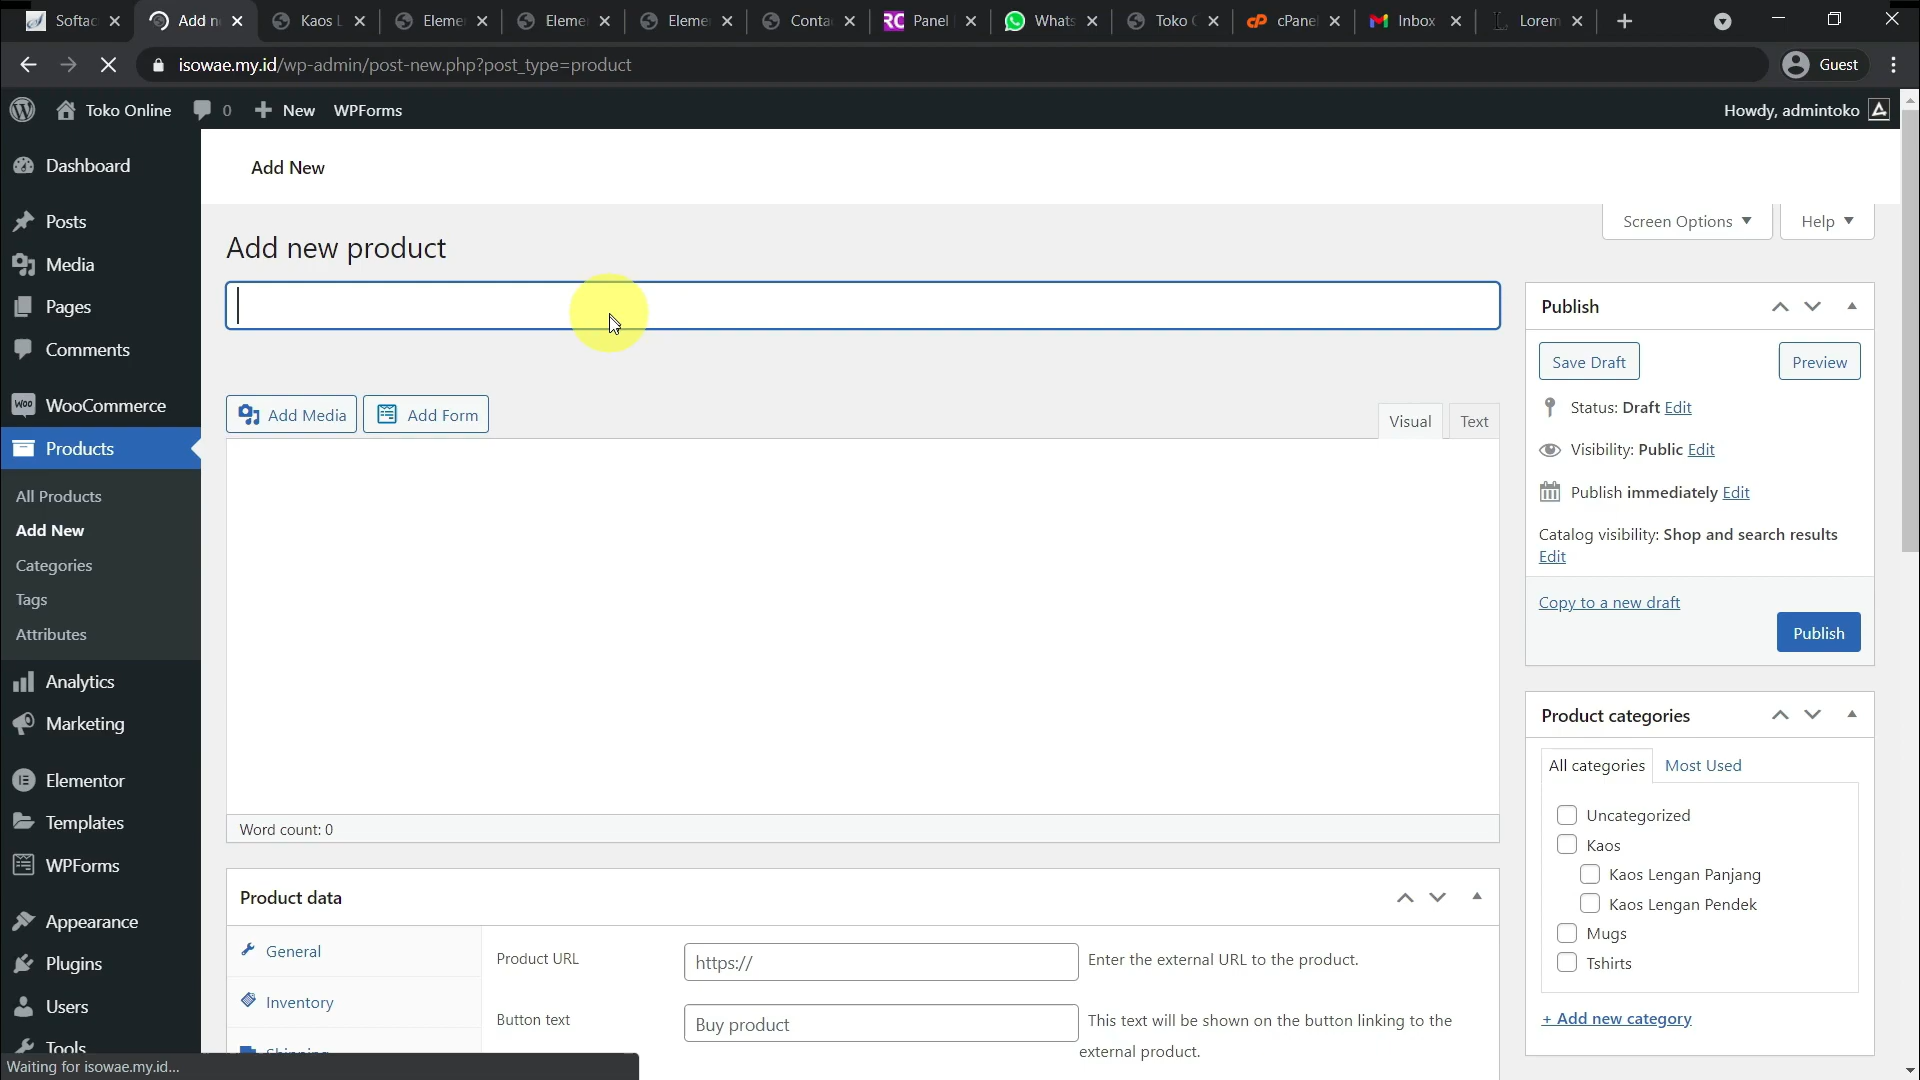 Softac
Add n
Kaos L
Elemen
Elemen
Elemen
Conta
Panel
Whats
Toko
cPanel
Inbox
Lorem
isowae.my.id/wp-admin/post-new.php?post_type=product
Guest
Toko Online
0
New
WPForms
Howdy, admintoko
Dashboard
Posts
Media
Pages
Comments
WooCommerce
Products
All Products
Add New
Categories
Tags
Attributes
Analytics
Marketing
Elementor
Templates
WPForms
Appearance
Plugins
Users
Tools
Waiting for isowae.my.id...
Add New
Screen Options
Help
Add new product
Add Media
Add Form
Visual
Text
Word count: 0
Product data
General
Inventory
Shipping
Product URL
https://
Enter the external URL to the product.
Button text
Buy product
This text will be shown on the button linking to the
external product.
Publish
Save Draft
Preview
Status: Draft Edit
Visibility: Public Edit
Publish immediately Edit
Catalog visibility: Shop and search results
Edit
Copy to a new draft
Publish
Product categories
All categories
Most Used
Uncategorized
Kaos
Kaos Lengan Panjang
Kaos Lengan Pendek
Mugs
Tshirts
+ Add new category